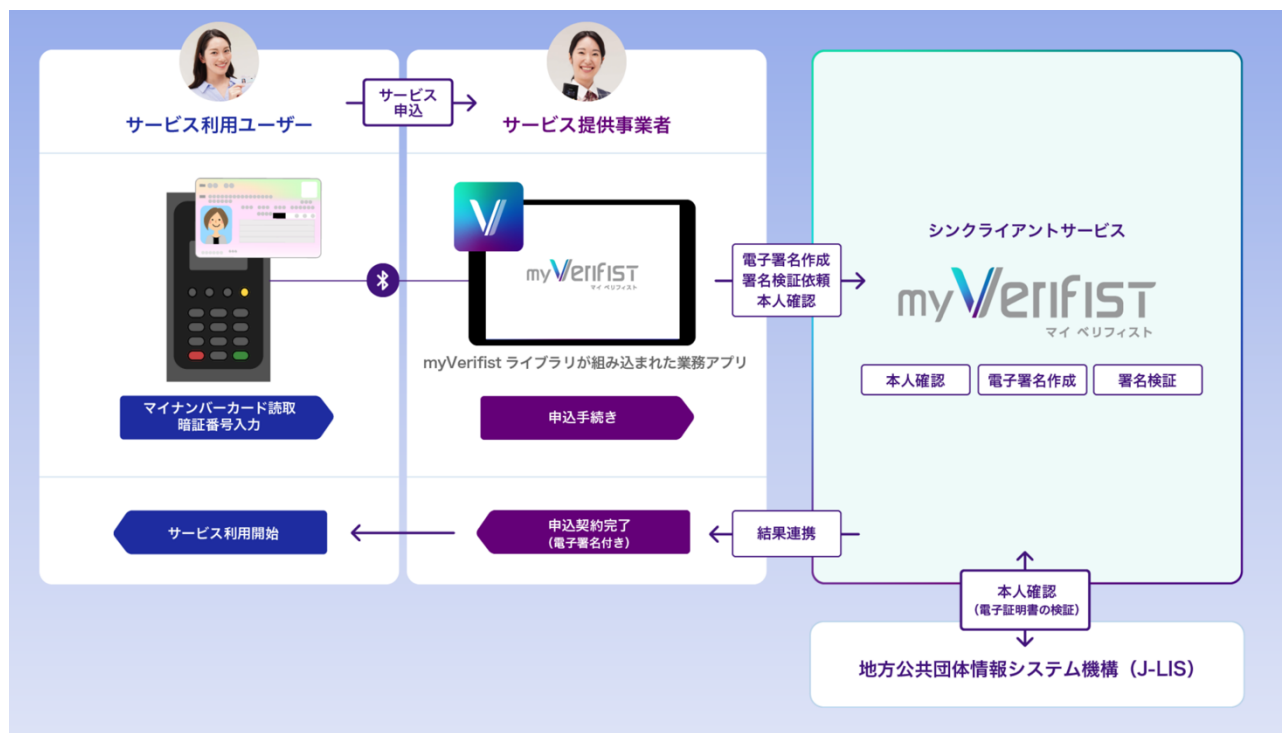 サービス利用ユーザー
サービス
申込
サービス提供事業者
myVerifist
マイ ベリフィスト
myVerifist ライブラリが組み込まれた業務アプリ
マイナンバーカード読取
暗証番号入力
申込手続き
電子署名作成
署名検証依頼
本人確認
シンクライアントサービス
myVerifist
マイ ベリフィスト
本人確認
電子署名作成
署名検証
サービス利用開始
申込契約完了
(電子署名付き)
結果連携
本人確認
(電子証明書の検証)
地方公共団体情報システム機構（J-LIS）